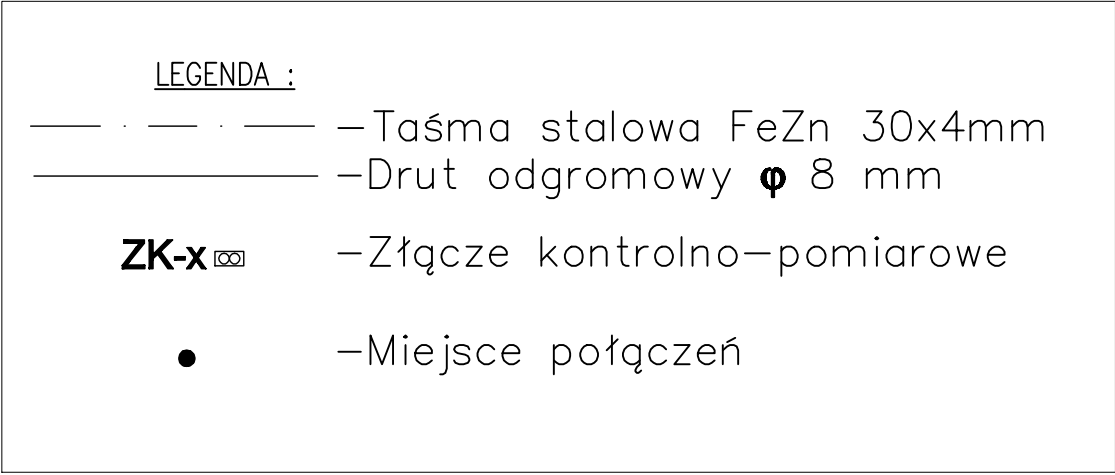 LEGENDA :
-Taśma stalowa FeZn 30x4mm
-Drut odgromowy φ 8 mm
ZK-x -Złącze kontrolno-pomiarowe
-Miejsce połączeń